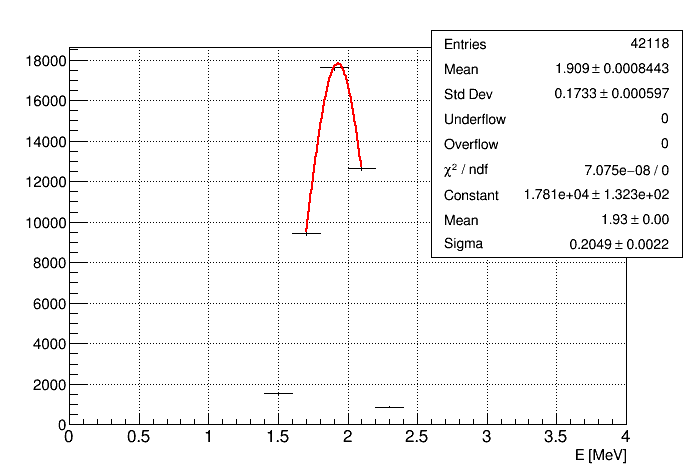 Entries 42118
Mean 1.909 ± 0.0008443
Std Dev 0.1733 ± 0.000597
Underflow 0
Overflow 0
χ² / ndf 7.075e−08 / 0
Constant 1.781e+04 ± 1.323e+02
Mean 1.93 ± 0.00
Sigma 0.2049 ± 0.0022
18000
16000
14000
12000
10000
8000
6000
4000
2000
0
0 0.5 1 1.5 2 2.5 3 3.5 4
E [MeV]